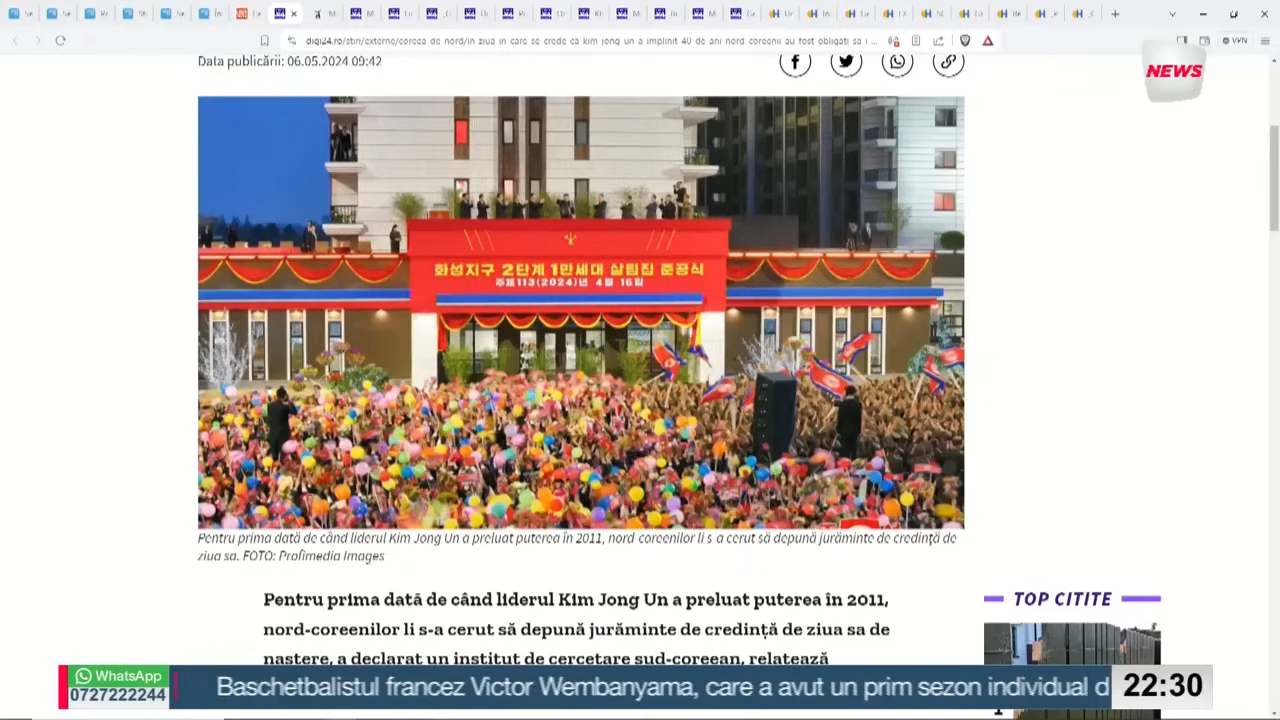 digi24.ro/stiri/externe/coreea de nord/in ziua in care se crede ca kim jong un a implinit 40 de ani nord coreenii au fost obligati sa i ...
VPN
Data publicării: 06.05.2024 09:42
NEWS
화성지구 2단계 1만세대 살림집 준공식
주체113(2024)년 4월 16일
Pentru prima dată de când liderul Kim Jong Un a preluat puterea în 2011, nord-coreenilor li s-a cerut să depună jurăminte de credință de
ziua sa. FOTO: Profimedia Images
Pentru prima dată de când liderul Kim Jong Un a preluat puterea în 2011,
nord-coreenilor li s-a cerut să depună jurăminte de credință de ziua sa de
naștere, a declarat un institut de cercetare sud-coreean, relatează
TOP CITITE
WhatsApp
0727222244
Baschetbalistul francez Victor Wembanyama, care a avut un prim sezon individual d
22:30